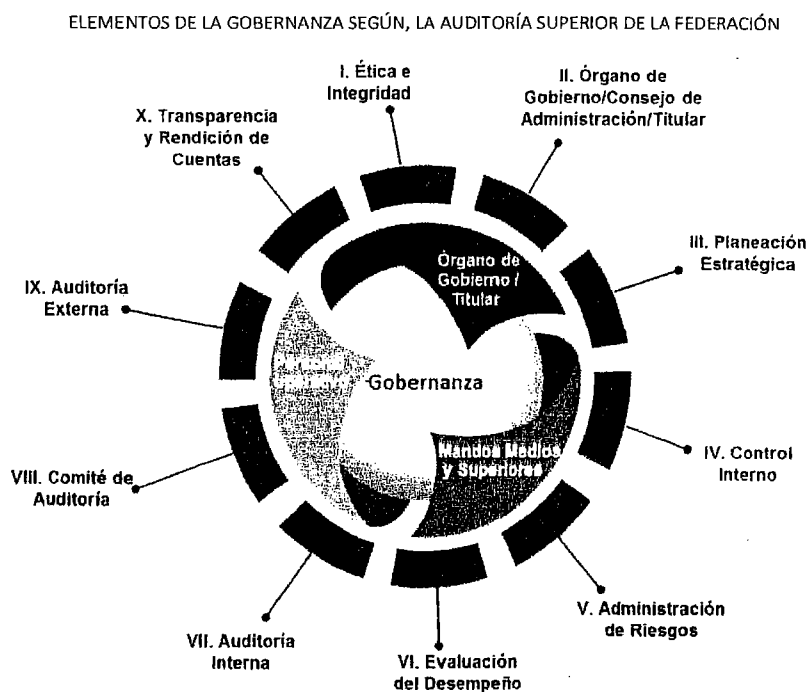 ELEMENTOS DE LA GOBERNANZA SEGÚN, LA AUDITORÍA SUPERIOR DE LA FEDERACIÓN
I. Ética e
Integridad
II. Órgano de
Gobierno/Consejo de
Administración/Titular
III. Planeación
Estratégica
IV. Control
Interno
V. Administración
de Riesgos
VI. Evaluación
del Desempeño
VII. Auditoría
Interna
VIII. Comité de
Auditoría
IX. Auditoría
Externa
X. Transparencia
y Rendición de
Cuentas
Órgano de
Gobierno /
Titular
Gobernanza
Mandos Medios
y Superiores